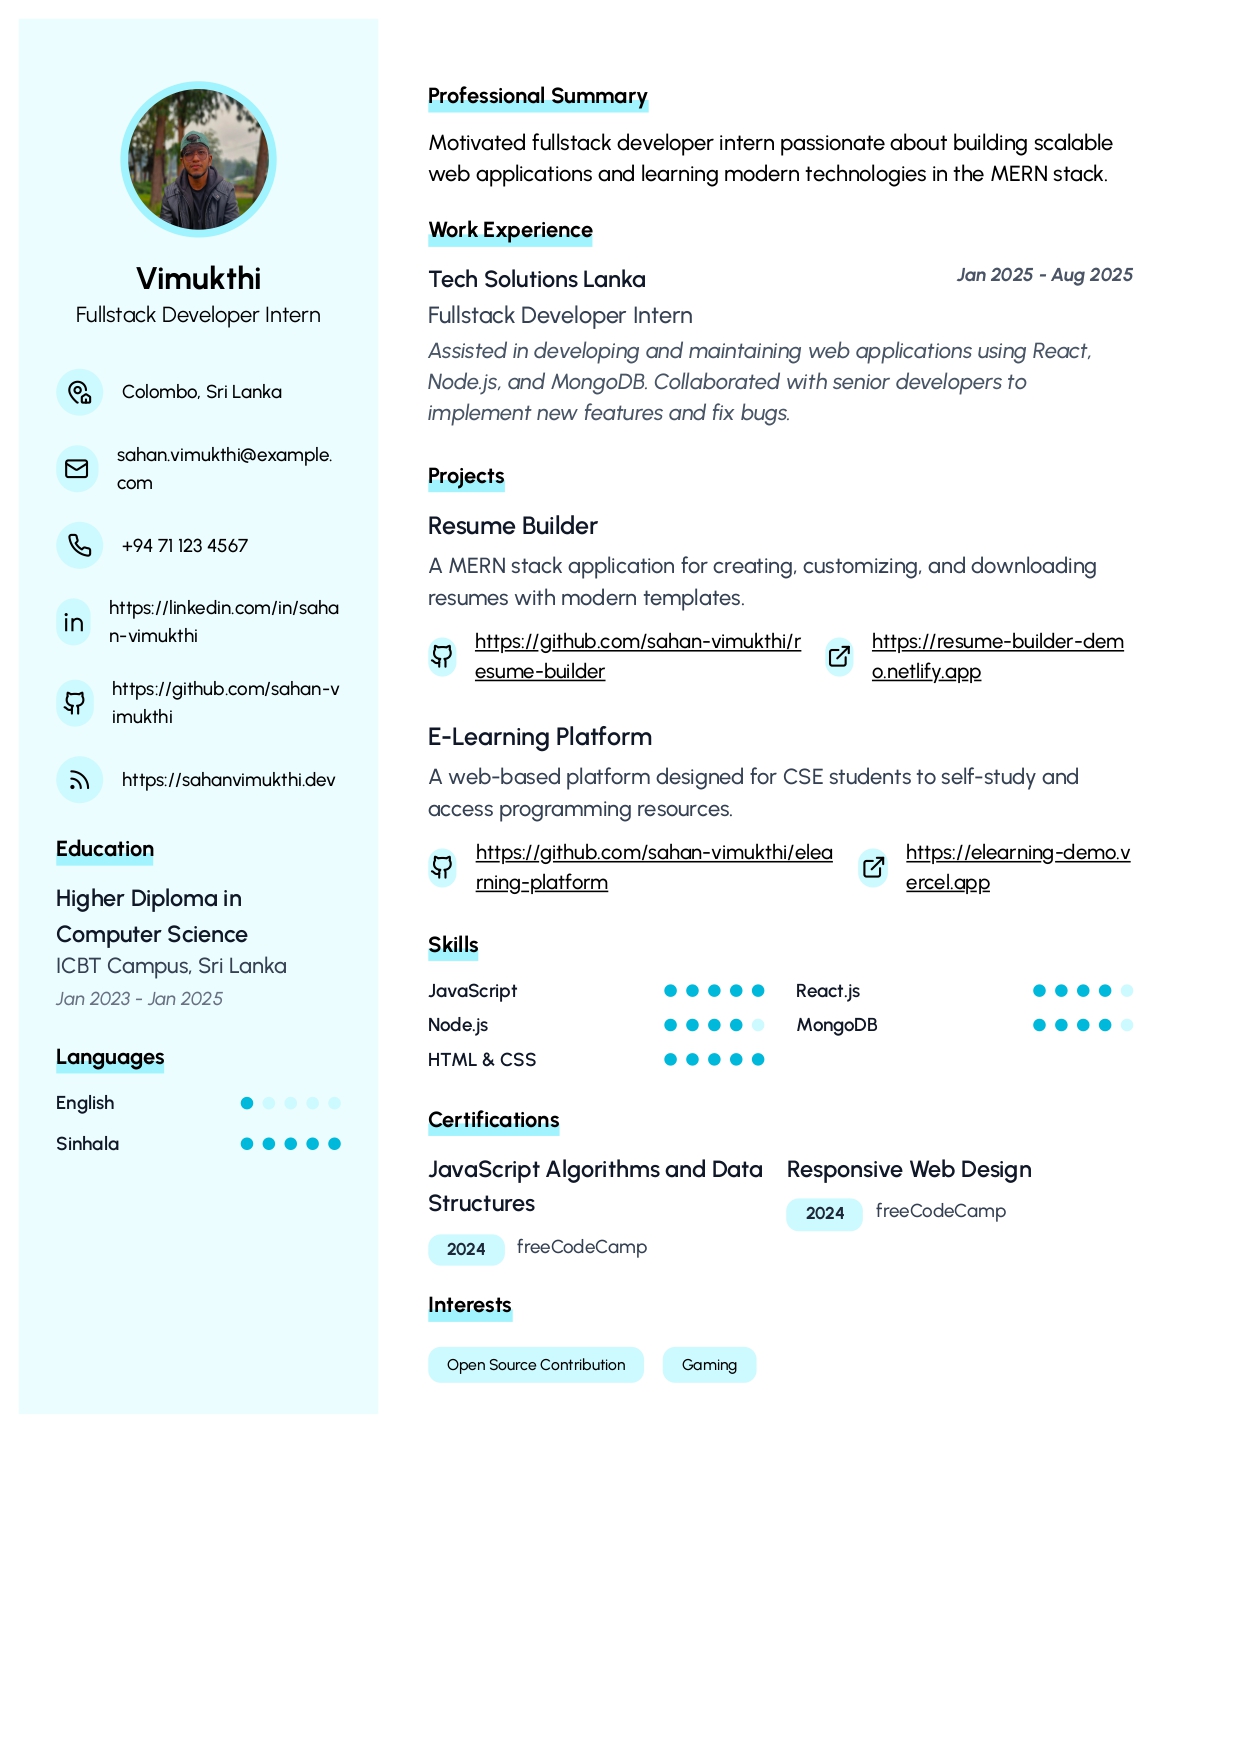 Vimukthi
Fullstack Developer Intern
Colombo, Sri Lanka
sahan.vimukthi@example.
com
+94 71 123 4567
https://linkedin.com/in/saha
n-vimukthi
https://github.com/sahan-v
imukthi
https://sahanvimukthi.dev
Education
Higher Diploma in
Computer Science
ICBT Campus, Sri Lanka
Jan 2023 - Jan 2025
Languages
English
Sinhala
Professional Summary
Motivated fullstack developer intern passionate about building scalable
web applications and learning modern technologies in the MERN stack.
Work Experience
Tech Solutions Lanka Jan 2025 - Aug 2025
Fullstack Developer Intern
Assisted in developing and maintaining web applications using React,
Node.js, and MongoDB. Collaborated with senior developers to
implement new features and fix bugs.
Projects
Resume Builder
A MERN stack application for creating, customizing, and downloading
resumes with modern templates.
https://github.com/sahan-vimukthi/r
esume-builder
https://resume-builder-dem
o.netlify.app
E-Learning Platform
A web-based platform designed for CSE students to self-study and
access programming resources.
https://github.com/sahan-vimukthi/elea
rning-platform
https://elearning-demo.v
ercel.app
Skills
JavaScript React.js
Node.js MongoDB
HTML & CSS
Certifications
JavaScript Algorithms and Data
Structures
2024 freeCodeCamp
Responsive Web Design
2024 freeCodeCamp
Interests
Open Source Contribution Gaming